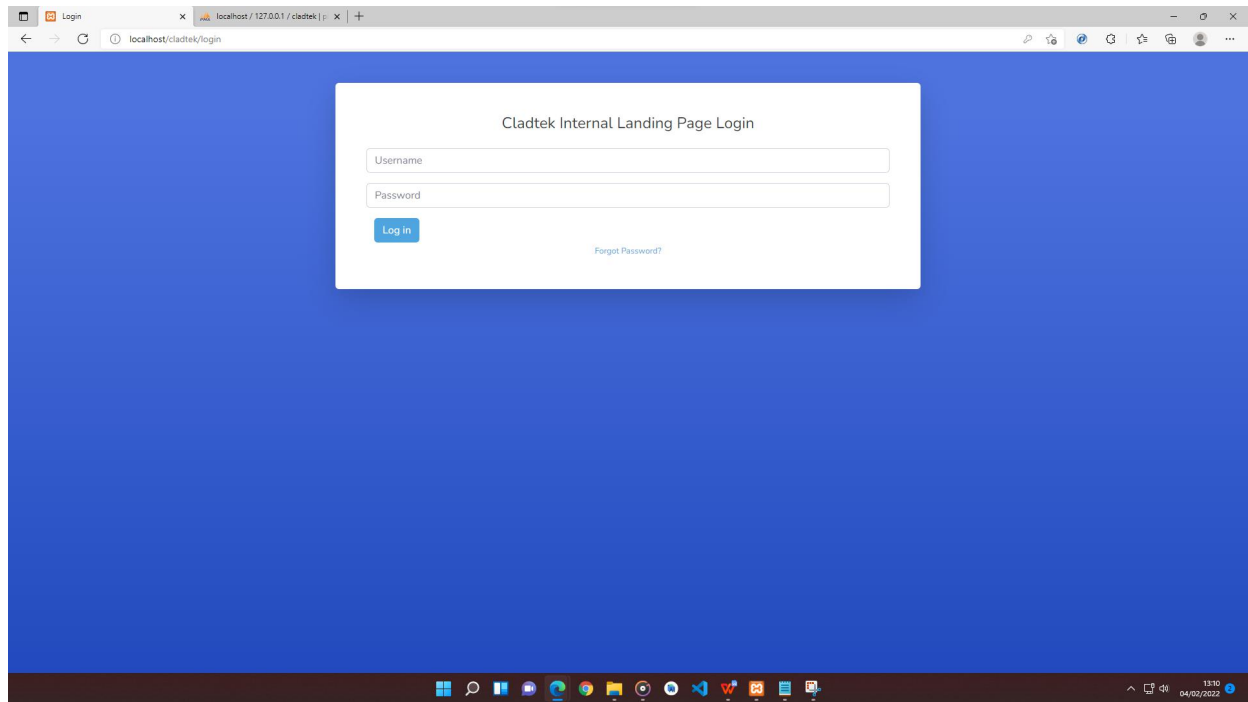 Login
localhost / 127.0.0.1 / cladtek | p
localhost/cladtek/login
Cladtek Internal Landing Page Login
Username
Password
Log in
Forgot Password?
13:10
04/02/2022
2